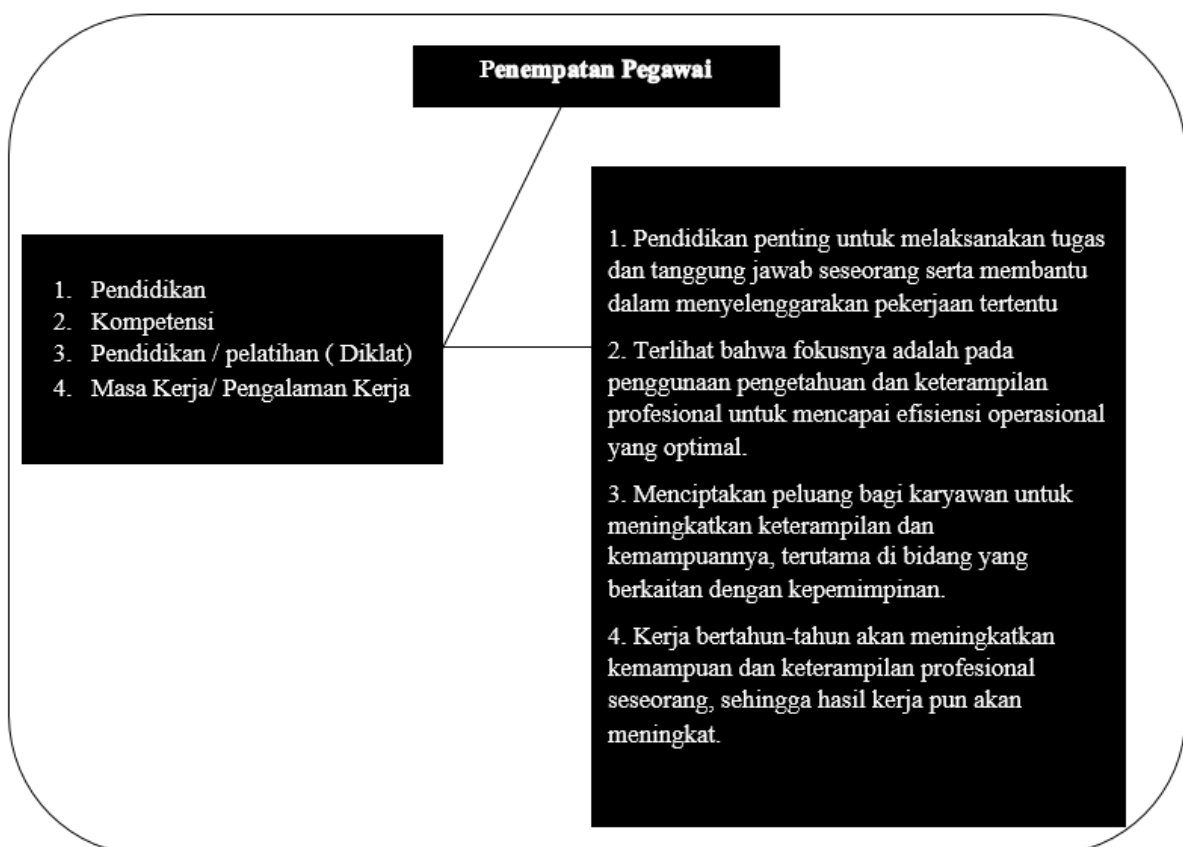 Penempatan Pegawai
1. Pendidikan
2. Kompetensi
3. Pendidikan / pelatihan ( Diklat)
4. Masa Kerja/ Pengalaman Kerja
1. Pendidikan penting untuk melaksanakan tugas
dan tanggung jawab seseorang serta membantu
dalam menyelenggarakan pekerjaan tertentu
2. Terlihat bahwa fokusnya adalah pada
penggunaan pengetahuan dan keterampilan
profesional untuk mencapai efisiensi operasional
yang optimal.
3. Menciptakan peluang bagi karyawan untuk
meningkatkan keterampilan dan
kemampuannya, terutama di bidang yang
berkaitan dengan kepemimpinan.
4. Kerja bertahun-tahun akan meningkatkan
kemampuan dan keterampilan profesional
seseorang, sehingga hasil kerja pun akan
meningkat.